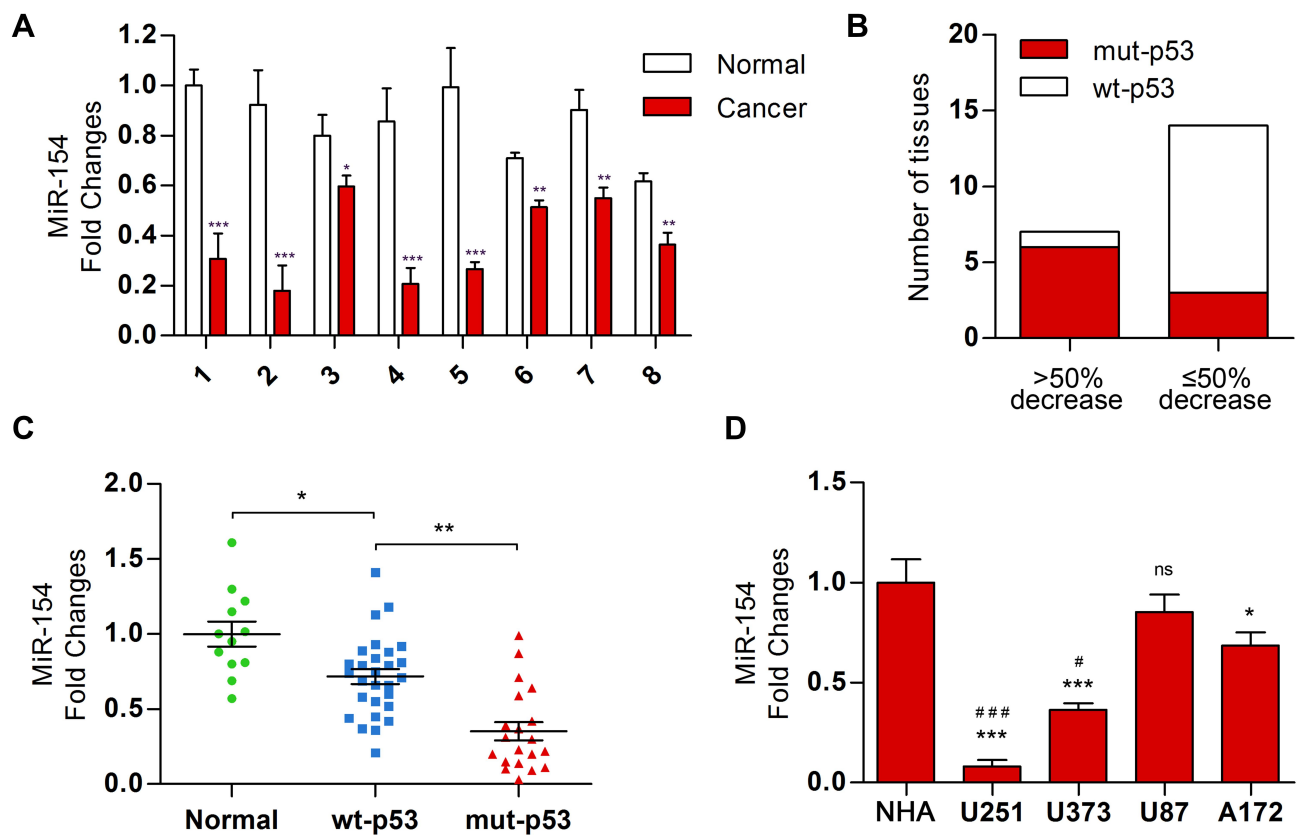 A
MiR-154
Fold Changes
1.2
1.0
0.8
0.6
0.4
0.2
0.0
Normal
Cancer
***
***
*
***
***
**
**
**
1
2
3
4
5
6
7
8
B
Number of tissues
20
15
10
5
0
mut-p53
wt-p53
>50%
decrease
≤50%
decrease
C
MiR-154
Fold Changes
2.0
1.5
1.0
0.5
0.0
*
**
Normal
wt-p53
mut-p53
D
MiR-154
Fold Changes
1.5
1.0
0.5
0.0
###
***
#
***
ns
*
NHA
U251
U373
U87
A172